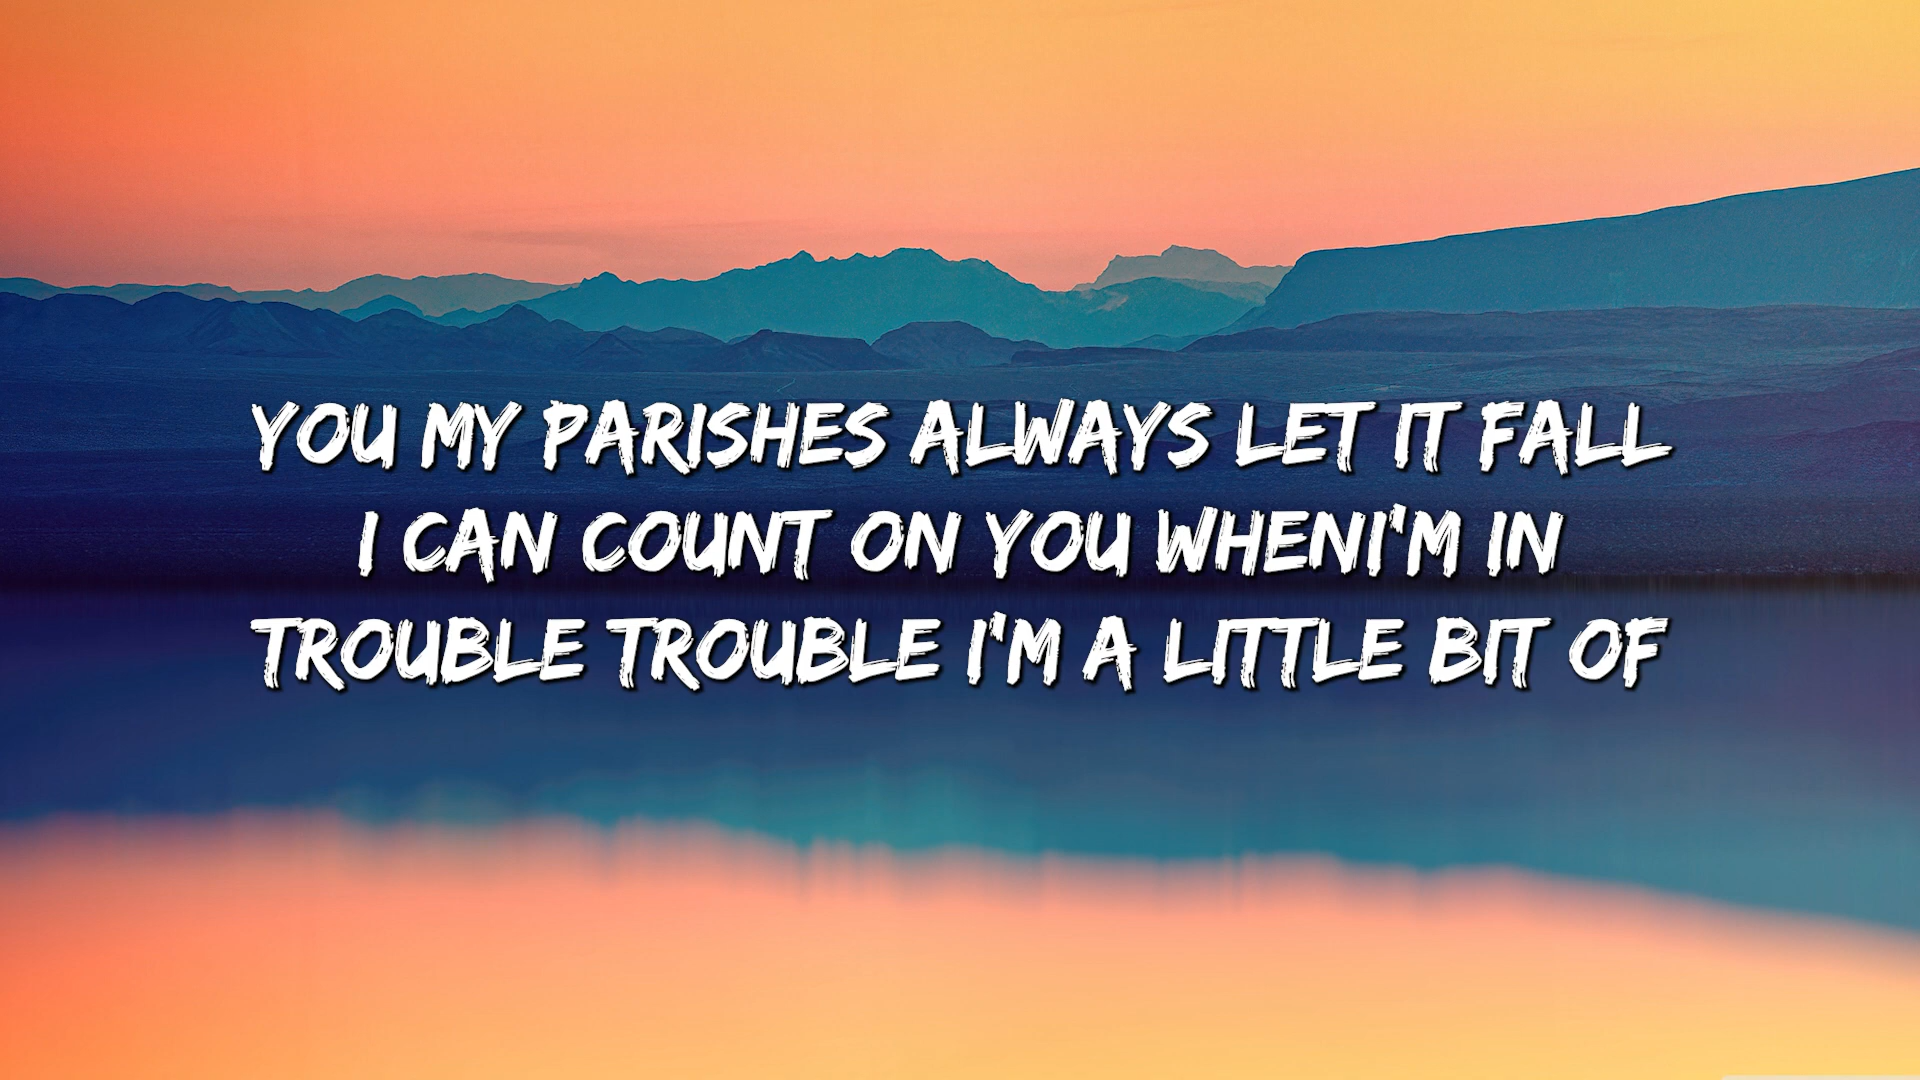 YOU MY PARISHES ALWAYS LET IT FALL
I CAN COUNT ON YOU WHENI'M IN
TROUBLE TROUBLE I'M A LITTLE BIT OF